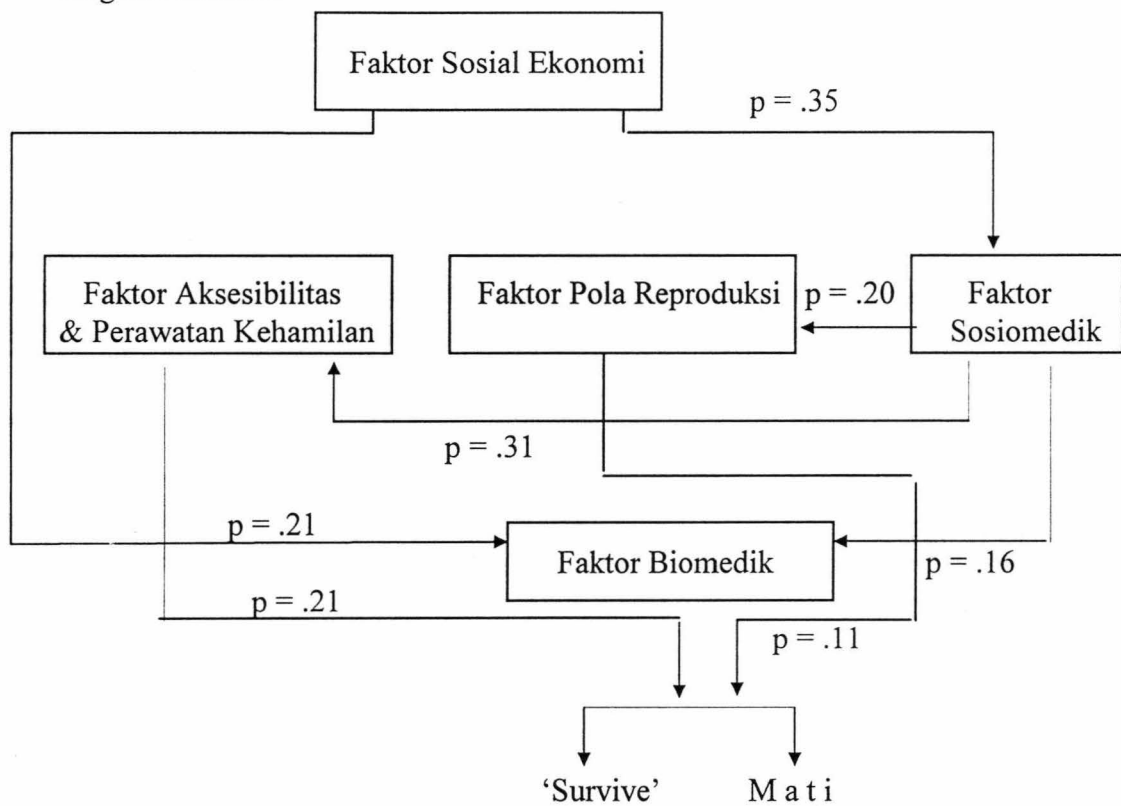 Faktor Sosial Ekonomi
p = .35
Faktor Aksesibilitas
& Perawatan Kehamilan
Faktor Pola Reproduksi
p = .20
Faktor
Sosiomedik
p = .31
p = .21
Faktor Biomedik
p = .16
p = .21
p = .11
‘Survive’
M a t i